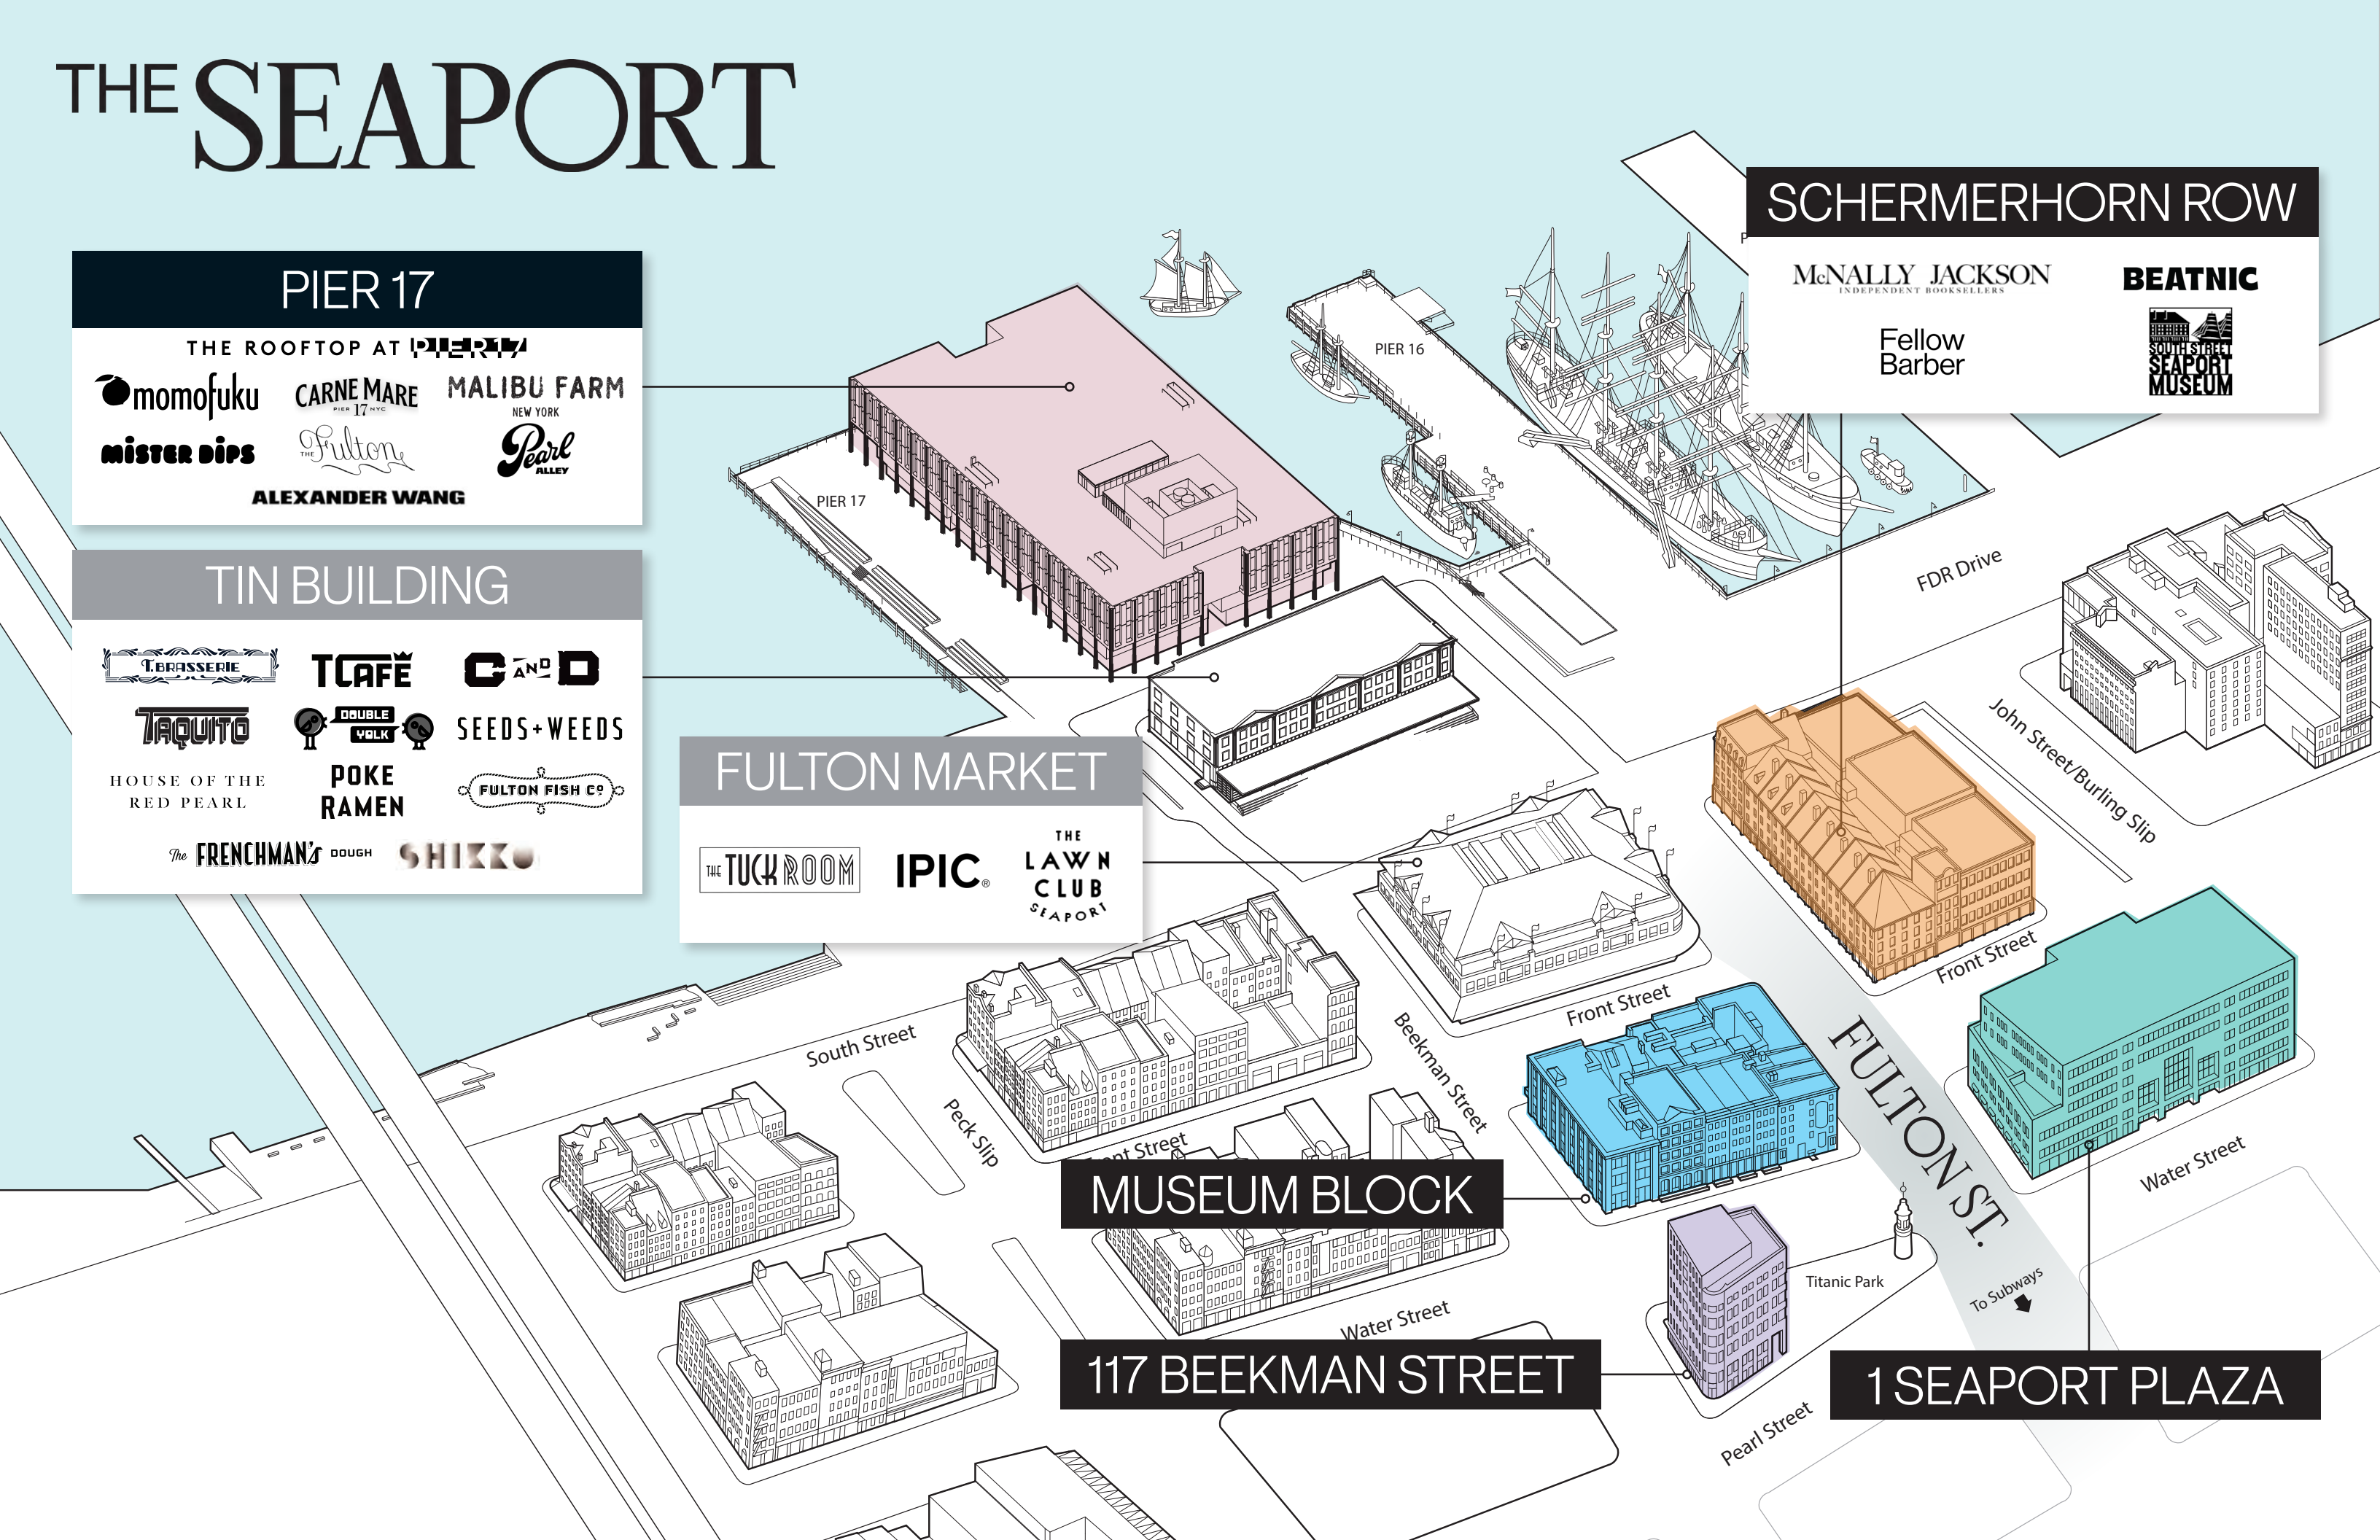 THE SEAPORT
PIER 17
THE ROOFTOP AT PIER17
momofuku
CARNE MARE
PIER 17 NYC
MALIBU FARM
NEW YORK
MISTER DIPS
THE Fulton
Pearl
ALLEY
ALEXANDER WANG
TIN BUILDING
T.BRASSERIE
TCAFÉ
C AND D
TAQUITO
DOUBLE
YOLK
SEEDS+WEEDS
HOUSE OF THE
RED PEARL
POKE
RAMEN
FULTON FISH Cº
The FRENCHMAN'S DOUGH
SHIKKU
FULTON MARKET
THE TUCK ROOM
IPIC®
THE
LAWN
CLUB
SEAPORT
SCHERMERHORN ROW
McNALLY JACKSON
INDEPENDENT BOOKSELLERS
BEATNIC
Fellow
Barber
SOUTH STREET
SEAPORT
MUSEUM
PIER 17
PIER 16
FDR Drive
John Street/Burling Slip
Front Street
Front Street
South Street
Peck Slip
Beekman Street
FULTON ST.
Water Street
MUSEUM BLOCK
Titanic Park
To Subways
Water Street
117 BEEKMAN STREET
1 SEAPORT PLAZA
Pearl Street